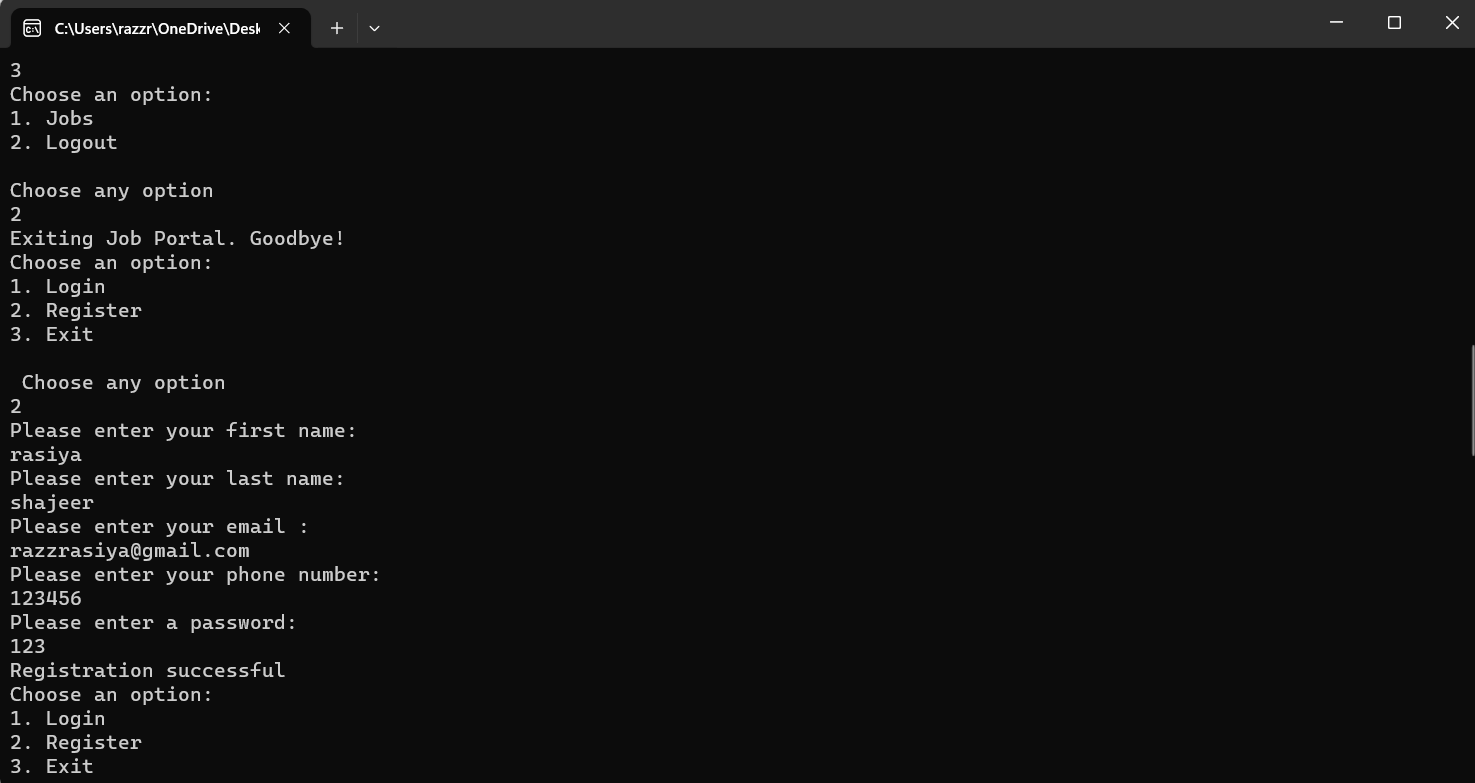 C:\Users\razzr\OneDrive\Desk
3
Choose an option:
1. Jobs
2. Logout
Choose any option
2
Exiting Job Portal. Goodbye!
Choose an option:
1. Login
2. Register
3. Exit
Choose any option
2
Please enter your first name:
rasiya
Please enter your last name:
shajeer
Please enter your email :
razzrasiya@gmail.com
Please enter your phone number:
123456
Please enter a password:
123
Registration successful
Choose an option:
1. Login
2. Register
3. Exit